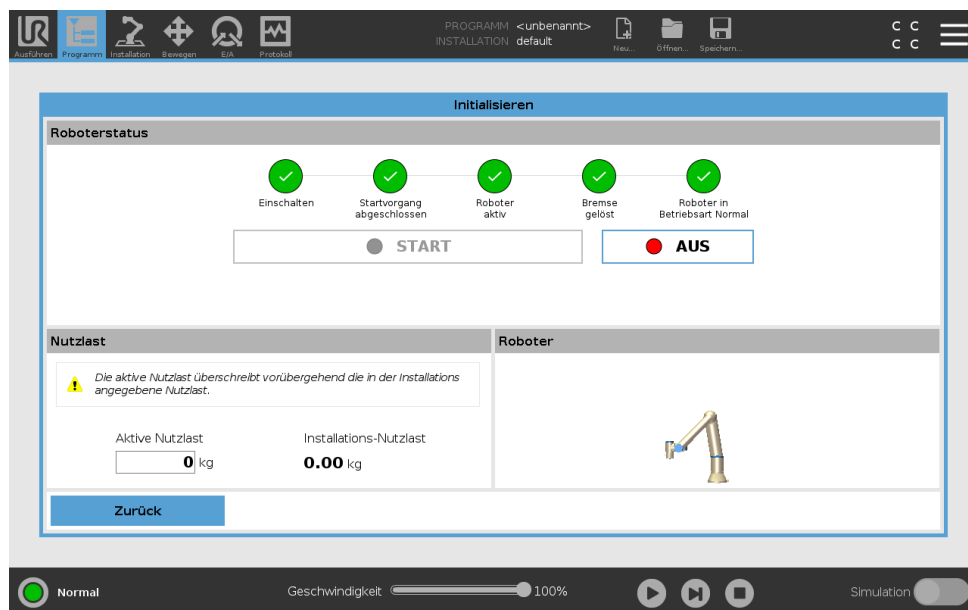 PROGRAMM <unbenannt>
INSTALLATION default
Ausführen Programm Installation Bewegen E/A Protokoll Neu... Öffnen... Speichern...
C C
C C
Initialisieren
Roboterstatus
Einschalten
Startvorgang
abgeschlossen
Roboter
aktiv
Bremse
gelöst
Roboter in
Betriebsart Normal
START
AUS
Nutzlast
Roboter
Die aktive Nutzlast überschreibt vorübergehend die in der Installations
angegebene Nutzlast.
Aktive Nutzlast
Installations-Nutzlast
0 kg
0.00 kg
Zurück
Normal
Geschwindigkeit
100%
Simulation